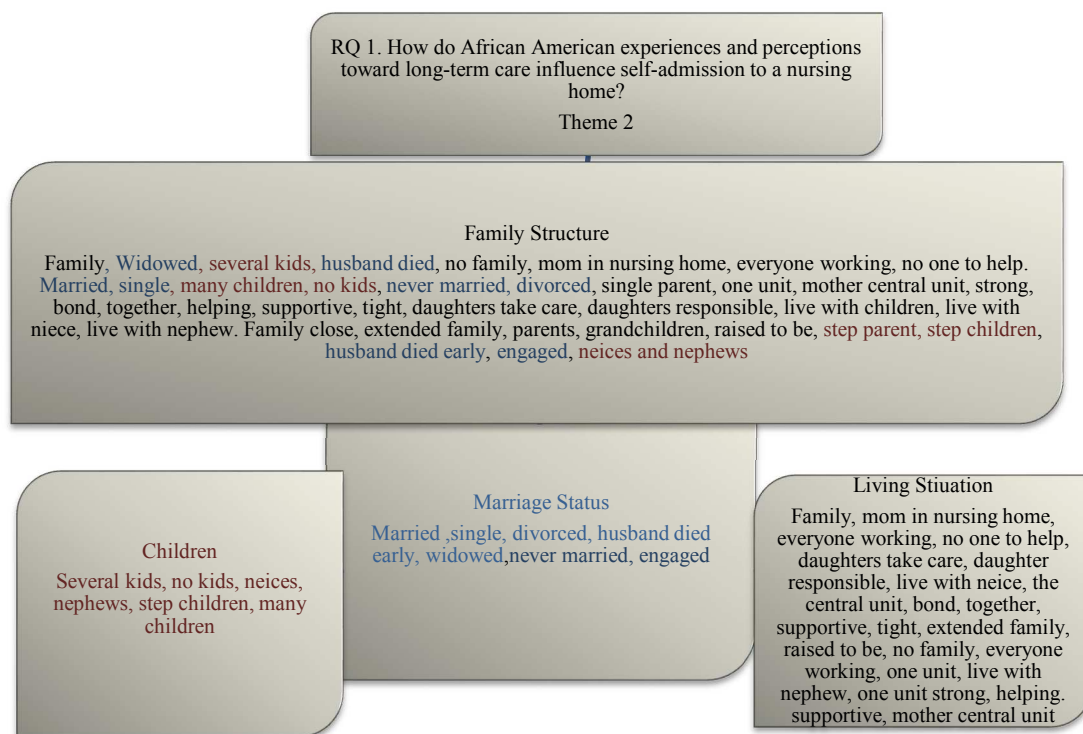 RQ 1. How do African American experiences and perceptions
toward long-term care influence self-admission to a nursing
home?
Theme 2
Family Structure
Family, Widowed, several kids, husband died, no family, mom in nursing home, everyone working, no one to help.
Married, single, many children, no kids, never married, divorced, single parent, one unit, mother central unit, strong,
bond, together, helping, supportive, tight, daughters take care, daughters responsible, live with children, live with
niece, live with nephew. Family close, extended family, parents, grandchildren, raised to be, step parent, step children,
husband died early, engaged, neices and nephews
Children
Several kids, no kids, neices,
nephews, step children, many
children
Marriage Status
Married ,single, divorced, husband died
early, widowed,never married, engaged
Living Stiuation
Family, mom in nursing home,
everyone working, no one to help,
daughters take care, daughter
responsible, live with neice, the
central unit, bond, together,
supportive, tight, extended family,
raised to be, no family, everyone
working, one unit, live with
nephew, one unit strong, helping.
supportive, mother central unit